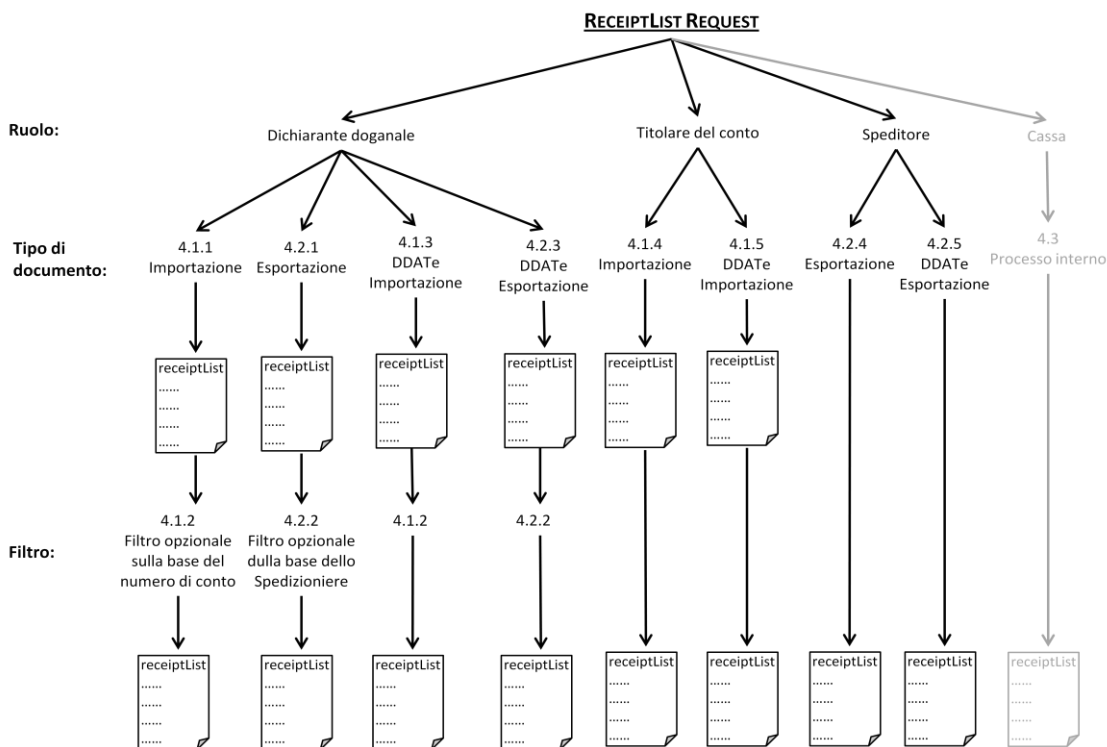 RECEIPTLIST REQUEST
Ruolo:
Dichiarante doganale
Titolare del conto
Speditore
Cassa
Tipo di
documento:
4.1.1
Importazione
4.2.1
Esportazione
4.1.3
DDATe
Importazione
4.2.3
DDATe
Esportazione
4.1.4
Importazione
4.1.5
DDATe
Importazione
4.2.4
Esportazione
4.2.5
DDATe
Esportazione
4.3
Processo interno
receiptList
......
......
......
......
receiptList
......
......
......
......
receiptList
......
......
......
......
receiptList
......
......
......
......
receiptList
......
......
......
......
receiptList
......
......
......
......
Filtro:
4.1.2
Filtro opzionale
sulla base del
numero di conto
4.2.2
Filtro opzionale
dulla base dello
Spedizioniere
4.1.2
4.2.2
receiptList
......
......
......
......
receiptList
......
......
......
......
receiptList
......
......
......
......
receiptList
......
......
......
......
receiptList
......
......
......
......
receiptList
......
......
......
......
receiptList
......
......
......
......
receiptList
......
......
......
......
receiptList
......
......
......
......